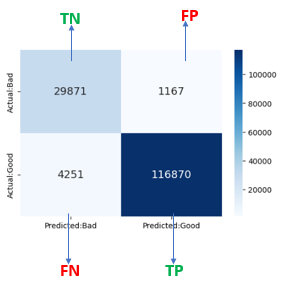 TN
FP
Actual:Bad
29871
1167
Actual:Good
4251
116870
Predicted:Bad
Predicted:Good
100000
80000
60000
40000
20000
FN
TP